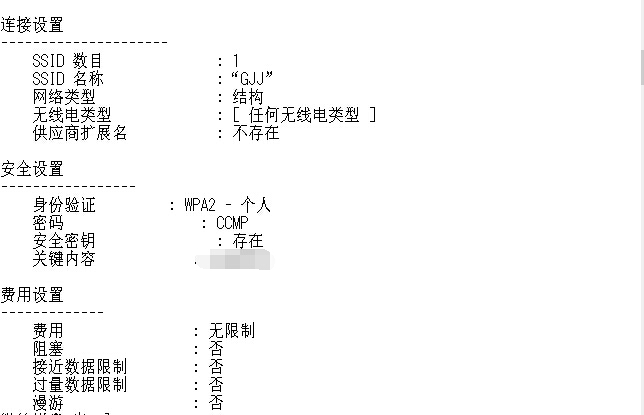 连接设置
---------------------
SSID 数目 : 1
SSID 名称 :“GJJ”
网络类型 : 结构
无线电类型 : [ 任何无线电类型 ]
供应商扩展名 : 不存在
安全设置
-----------------
身份验证 : WPA2 - 个人
密码 : CCMP
安全密钥 : 存在
关键内容 :
费用设置
-------------
费用 : 无限制
阻塞 : 否
接近数据限制 : 否
过量数据限制 : 否
漫游 : 否